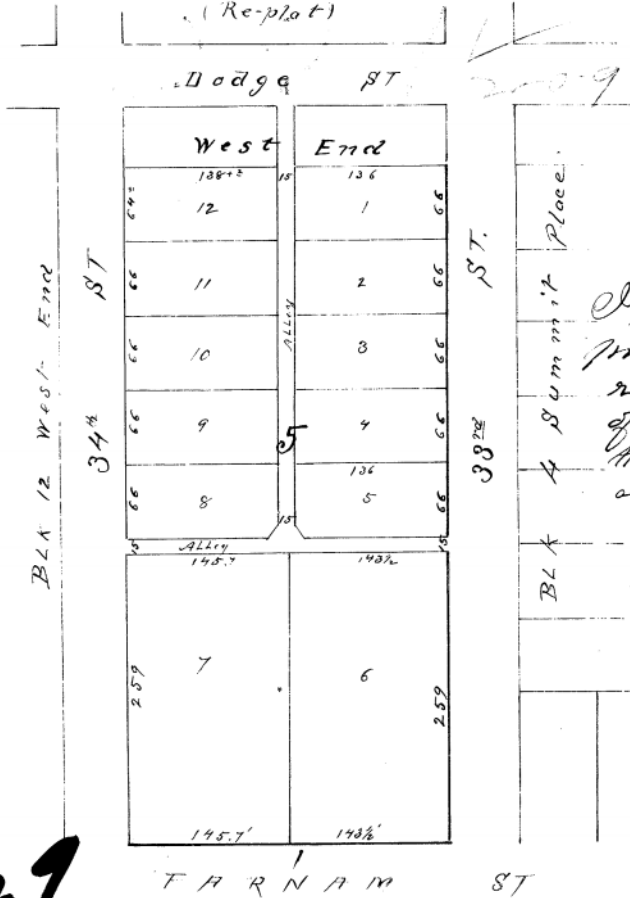 (Re-plat)
Dodge ST
West End
138+2 15 136
64 12 1 66
66 11 2 66
66 10 3 66
ALLEY
66 9 5 4 66
136
66 8 5 66
15
15 ALLEY 15
145.7 143½
7 6
259 259
145.7' 143½'
FARNAM ST
BLK 12 West End
34th ST
33rd ST.
BLK 4 Summit Place.